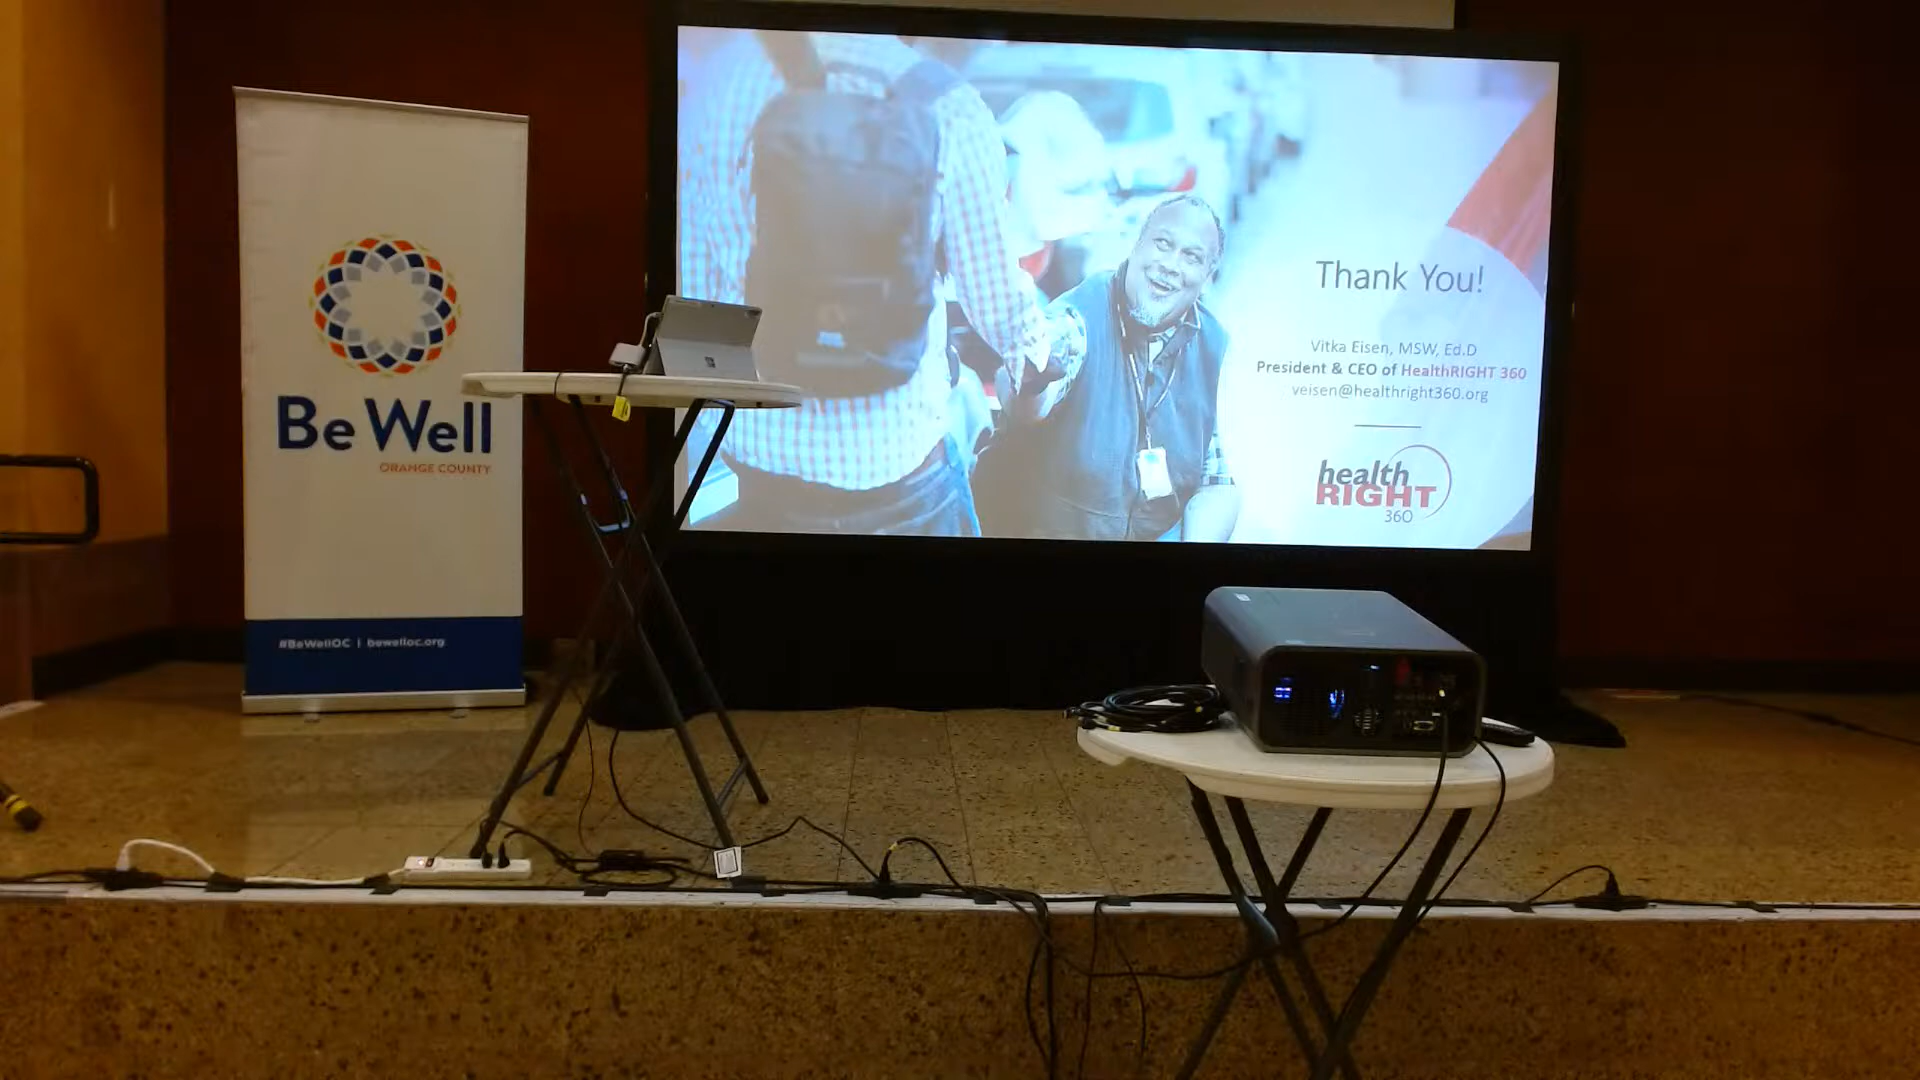 Be Well
ORANGE COUNTY
#BeWellOC | bewelloc.org
Thank You!
Vitka Eisen, MSW, Ed.D
President & CEO of HealthRIGHT 360
veisen@healthright360.org
health
RIGHT
360